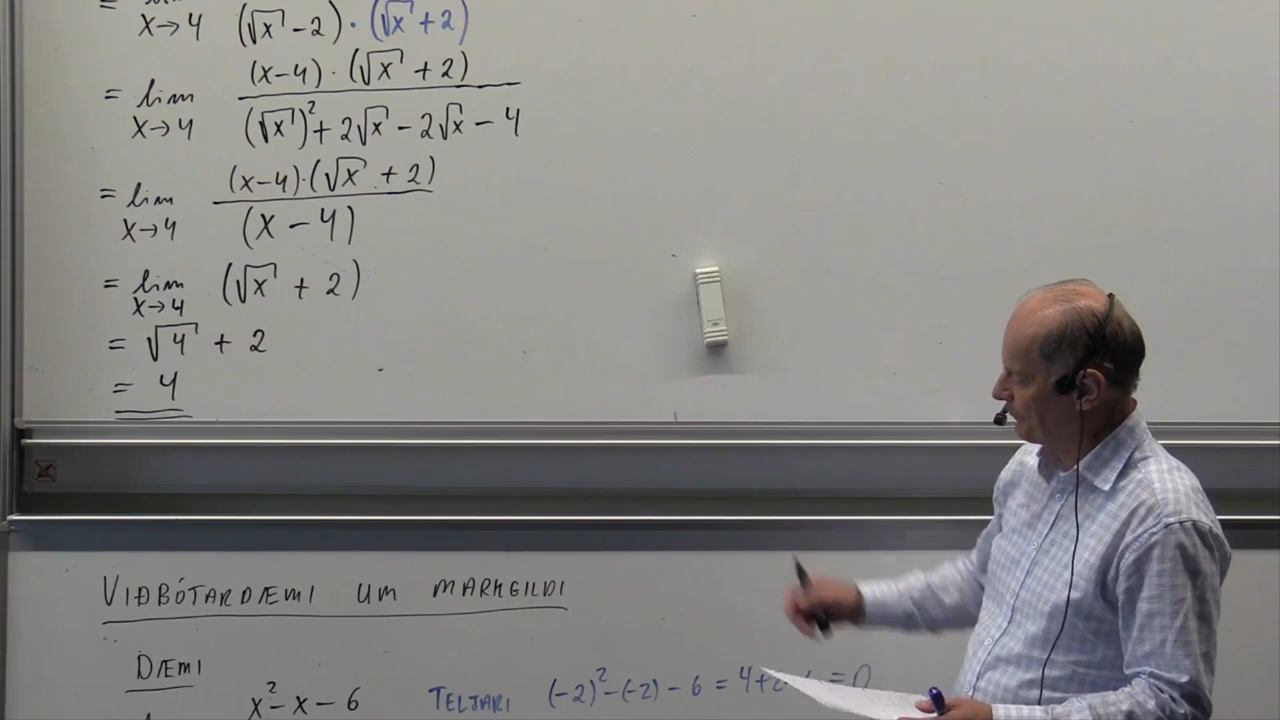 x→4 (√x − 2) · (√x + 2)
= lim (x−4) · (√x + 2)
x→4 (√x)² + 2√x − 2√x − 4
= lim (x−4)·(√x + 2)
x→4 (x − 4)
= lim (√x + 2)
x→4
= √4 + 2
= 4
VIÐBÓTARDÆMI UM MARKGILDI
DÆMI
x² − x − 6 TELJARI (−2)² − (−2) − 6 = 4 + = 0